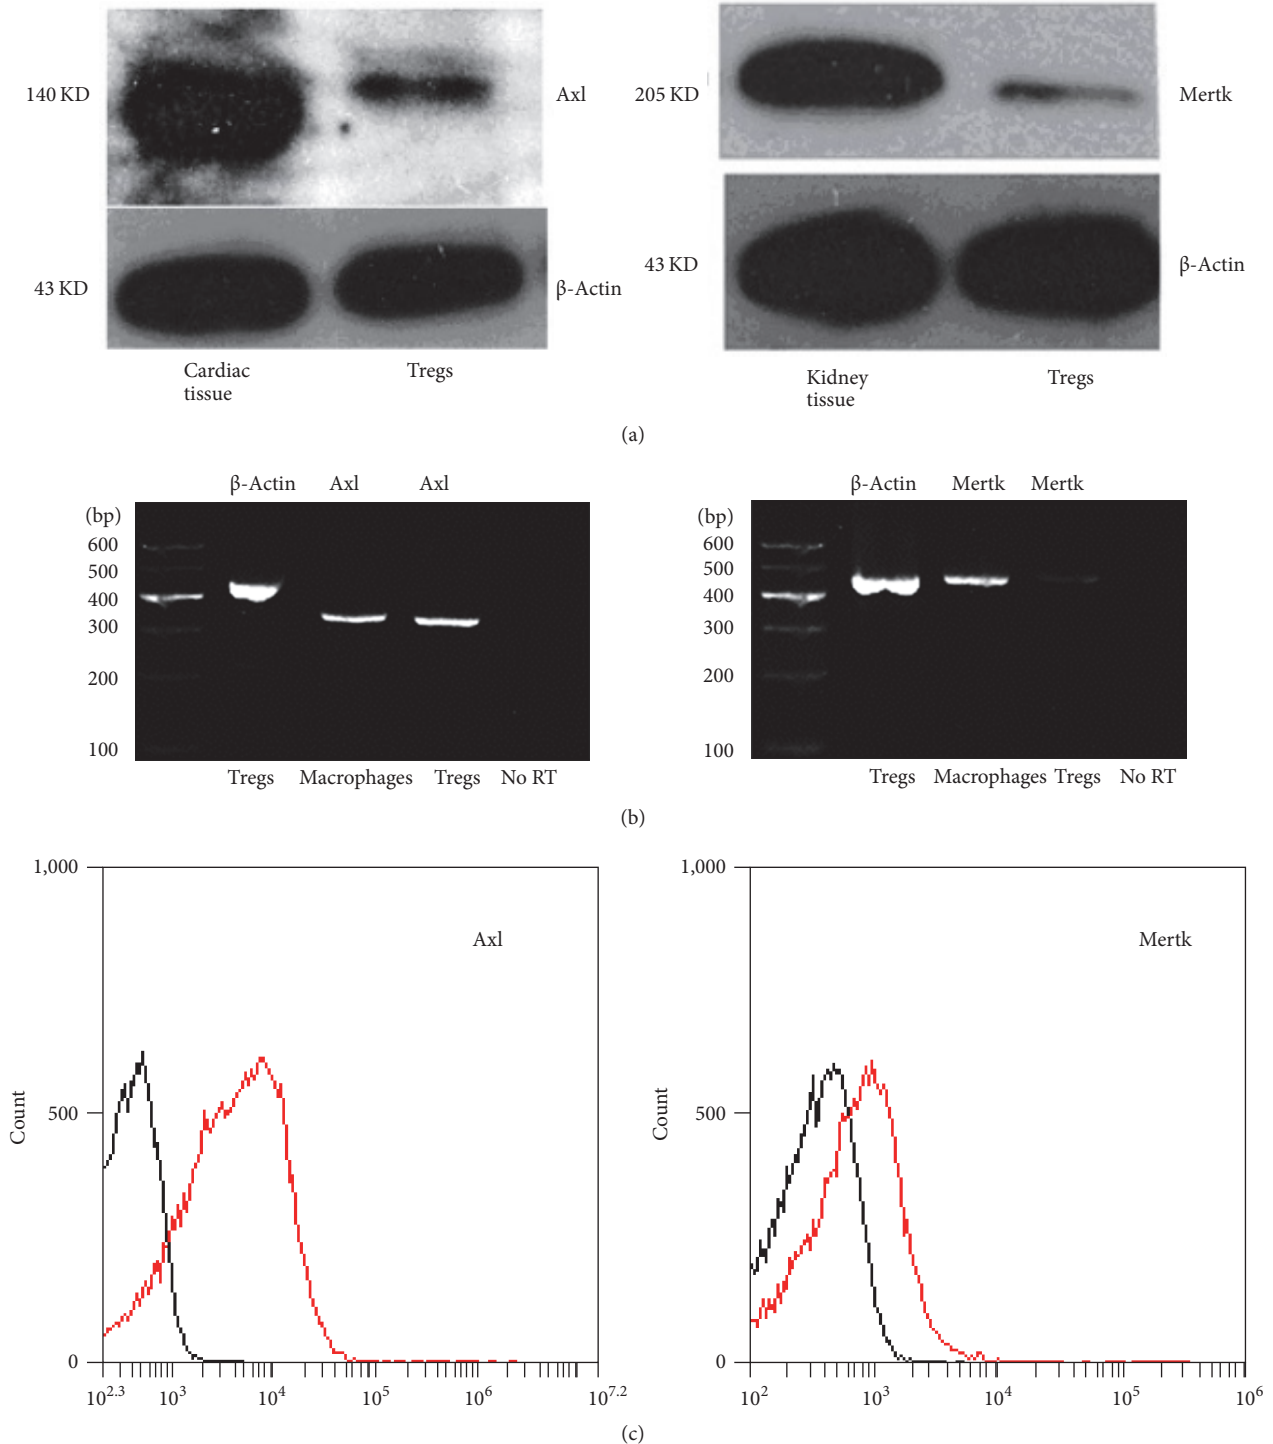 140 KD
Axl
43 KD
β-Actin
Cardiac
tissue
Tregs
205 KD
Mertk
43 KD
β-Actin
Kidney
tissue
Tregs
(a)
β-Actin Axl Axl
(bp)
600
500
400
300
200
100
Tregs Macrophages Tregs No RT
β-Actin Mertk Mertk
(bp)
600
500
400
300
200
100
Tregs Macrophages Tregs No RT
(b)
1,000
500
0
Count
Axl
10^2.3 10^3 10^4 10^5 10^6 10^7.2
1,000
500
0
Count
Mertk
10^2 10^3 10^4 10^5 10^6
(c)